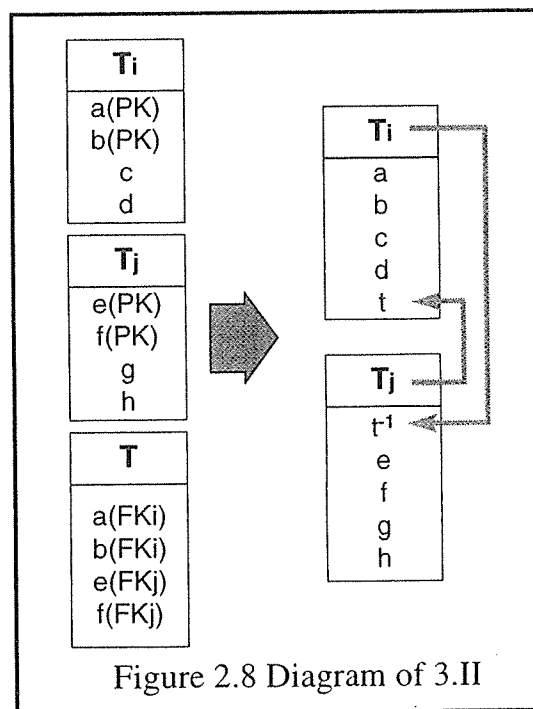 Ti
a(PK)
b(PK)
c
d
Tj
e(PK)
f(PK)
g
h
T
a(FKi)
b(FKi)
e(FKj)
f(FKj)
Ti
a
b
c
d
t
Tj
t-1
e
f
g
h
Figure 2.8 Diagram of 3.II